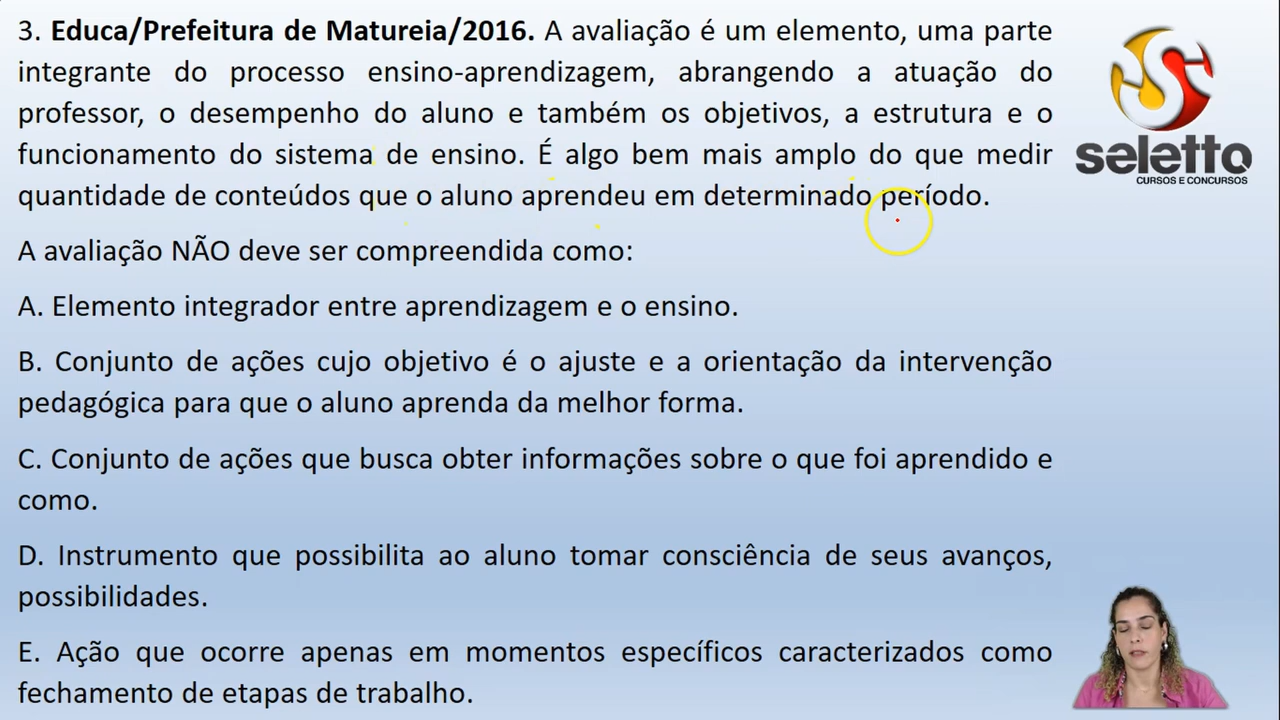 3. Educa/Prefeitura de Matureia/2016. A avaliação é um elemento, uma parte
integrante do processo ensino-aprendizagem, abrangendo a atuação do
professor, o desempenho do aluno e também os objetivos, a estrutura e o
funcionamento do sistema de ensino. É algo bem mais amplo do que medir
quantidade de conteúdos que o aluno aprendeu em determinado período.
A avaliação NÃO deve ser compreendida como:
A. Elemento integrador entre aprendizagem e o ensino.
B. Conjunto de ações cujo objetivo é o ajuste e a orientação da intervenção
pedagógica para que o aluno aprenda da melhor forma.
C. Conjunto de ações que busca obter informações sobre o que foi aprendido e
como.
D. Instrumento que possibilita ao aluno tomar consciência de seus avanços,
possibilidades.
E. Ação que ocorre apenas em momentos específicos caracterizados como
fechamento de etapas de trabalho.
seletto
CURSOS E CONCURSOS